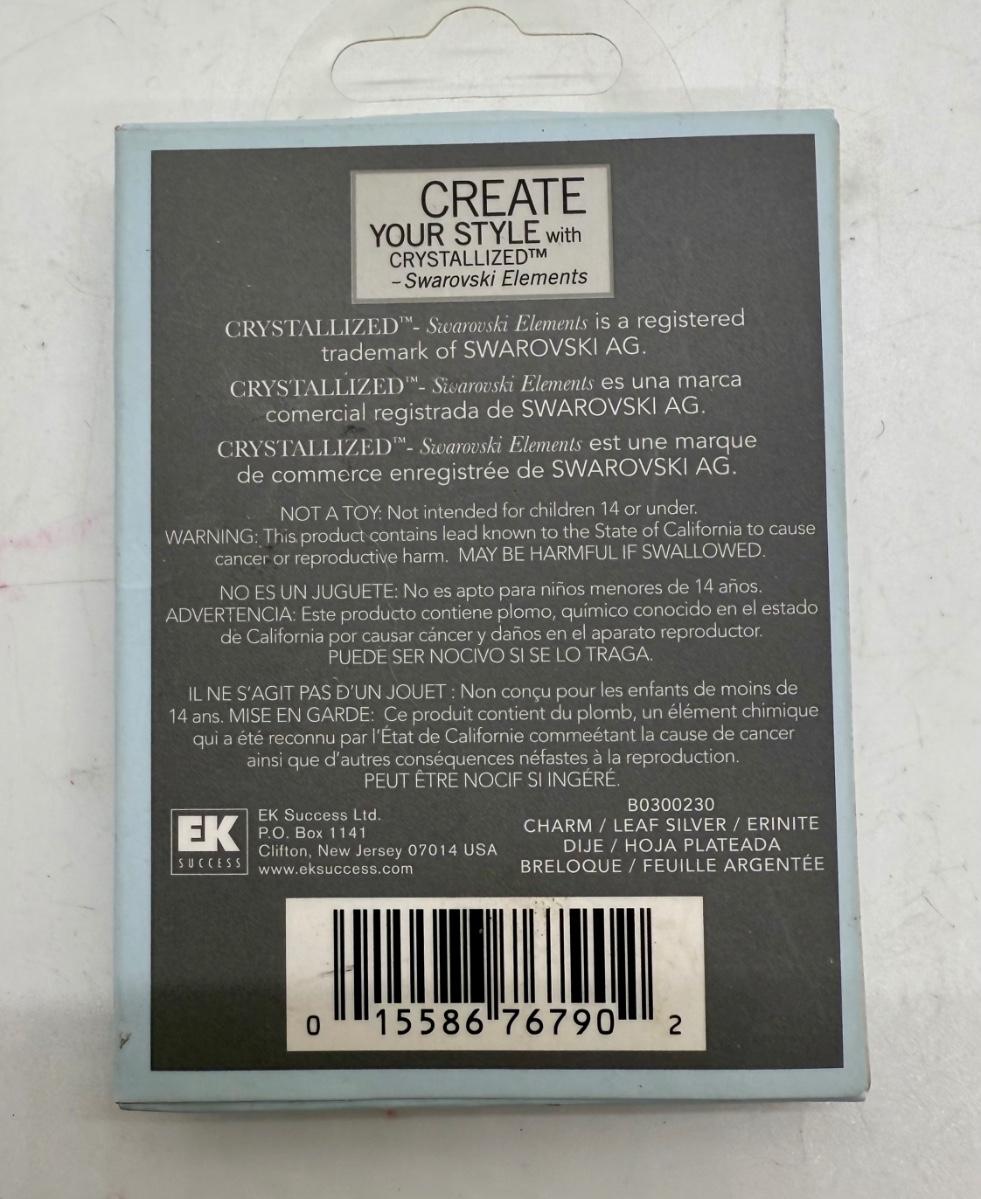 CREATE
YOUR STYLE with
CRYSTALLIZED™
– Swarovski Elements
CRYSTALLIZED™- Swarovski Elements is a registered
trademark of SWAROVSKI AG.
CRYSTALLIZED™- Swarovski Elements es una marca
comercial registrada de SWAROVSKI AG.
CRYSTALLIZED™- Swarovski Elements est une marque
de commerce enregistrée de SWAROVSKI AG.
NOT A TOY: Not intended for children 14 or under.
WARNING: This product contains lead known to the State of California to cause
cancer or reproductive harm. MAY BE HARMFUL IF SWALLOWED.
NO ES UN JUGUETE: No es apto para niños menores de 14 años.
ADVERTENCIA: Este producto contiene plomo, químico conocido en el estado
de California por causar cáncer y daños en el aparato reproductor.
PUEDE SER NOCIVO SI SE LO TRAGA.
IL NE S'AGIT PAS D'UN JOUET : Non conçu pour les enfants de moins de
14 ans. MISE EN GARDE: Ce produit contient du plomb, un élément chimique
qui a été reconnu par l'État de Californie commeétant la cause de cancer
ainsi que d'autres conséquences néfastes à la reproduction.
PEUT ÊTRE NOCIF SI INGÉRÉ.
EK
SUCCESS
EK Success Ltd.
P.O. Box 1141
Clifton, New Jersey 07014 USA
www.eksuccess.com
B0300230
CHARM / LEAF SILVER / ERINITE
DIJE / HOJA PLATEADA
BRELOQUE / FEUILLE ARGENTÉE
0 15586 76790 2